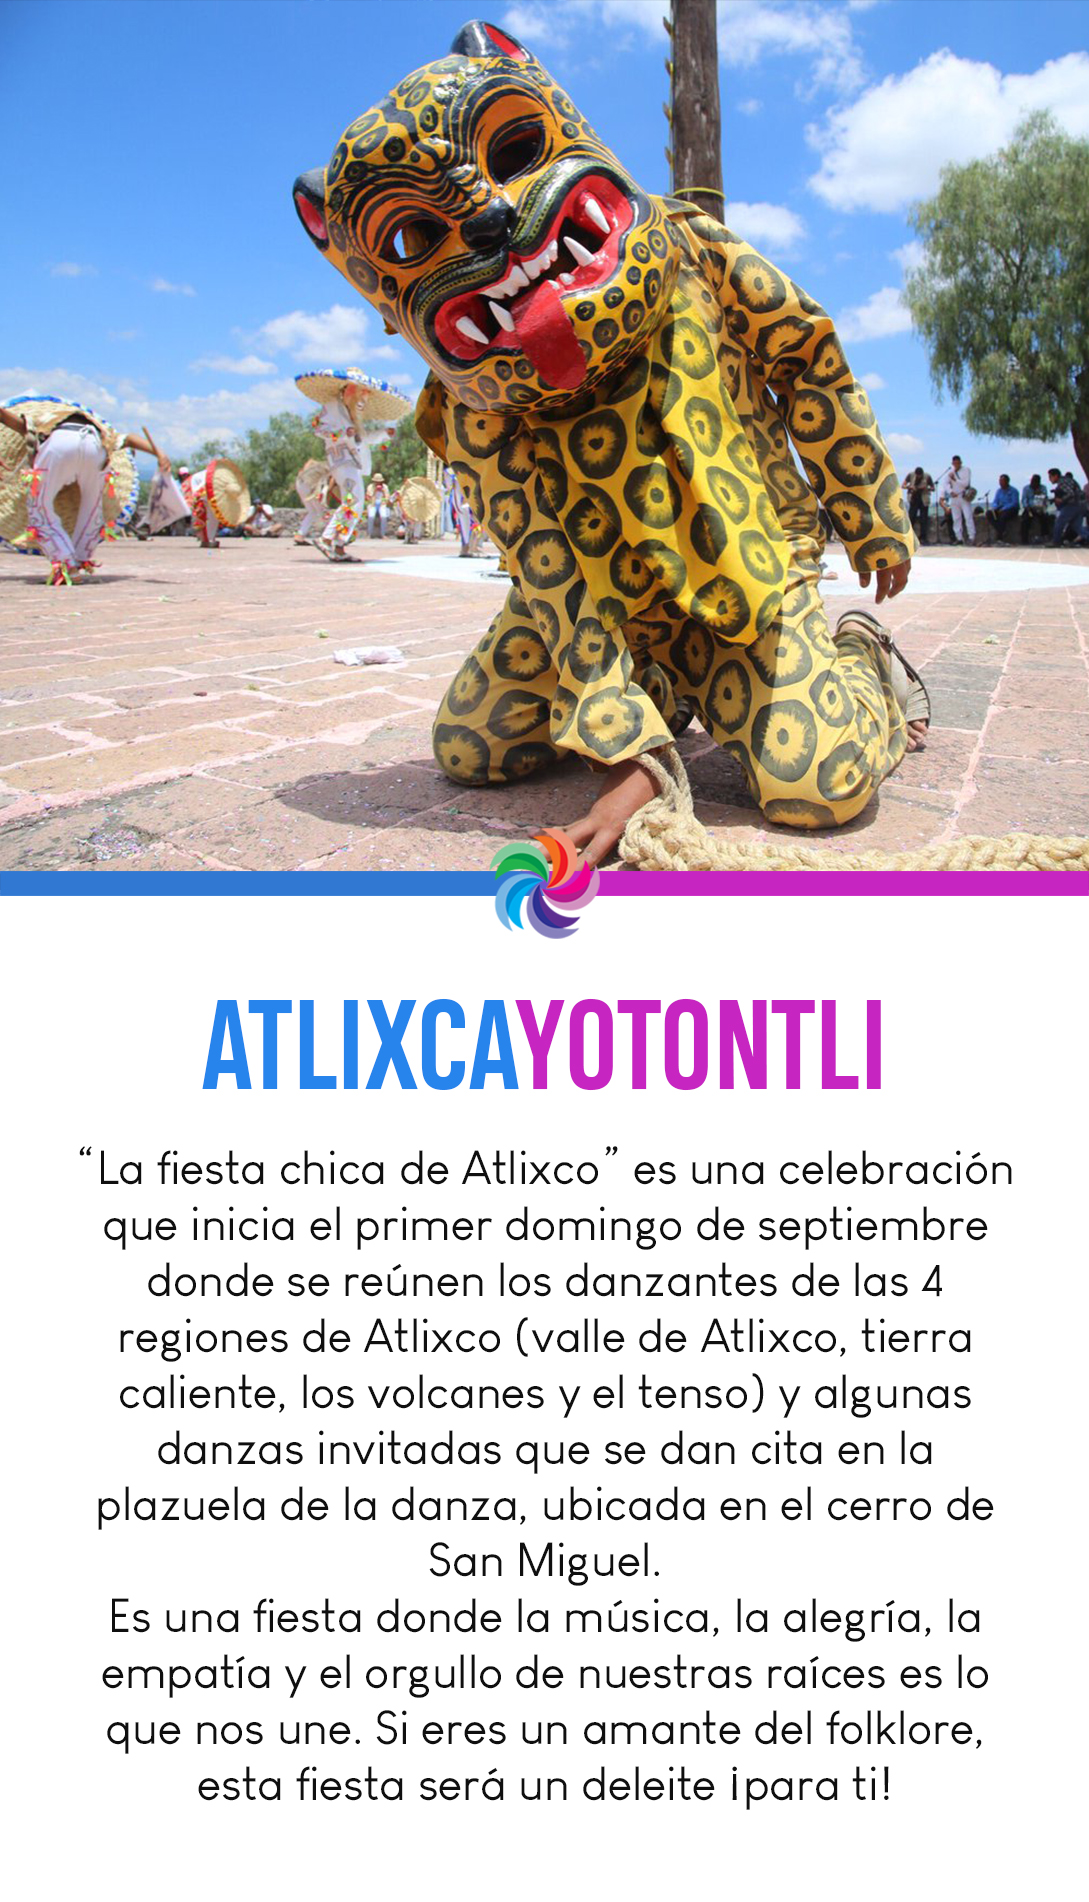 ATLIXCAYOTONTLI
“La fiesta chica de Atlixco” es una celebración
que inicia el primer domingo de septiembre
donde se reúnen los danzantes de las 4
regiones de Atlixco (valle de Atlixco, tierra
caliente, los volcanes y el tenso) y algunas
danzas invitadas que se dan cita en la
plazuela de la danza, ubicada en el cerro de
San Miguel.
Es una fiesta donde la música, la alegría, la
empatía y el orgullo de nuestras raíces es lo
que nos une. Si eres un amante del folklore,
esta fiesta será un deleite ¡para ti!